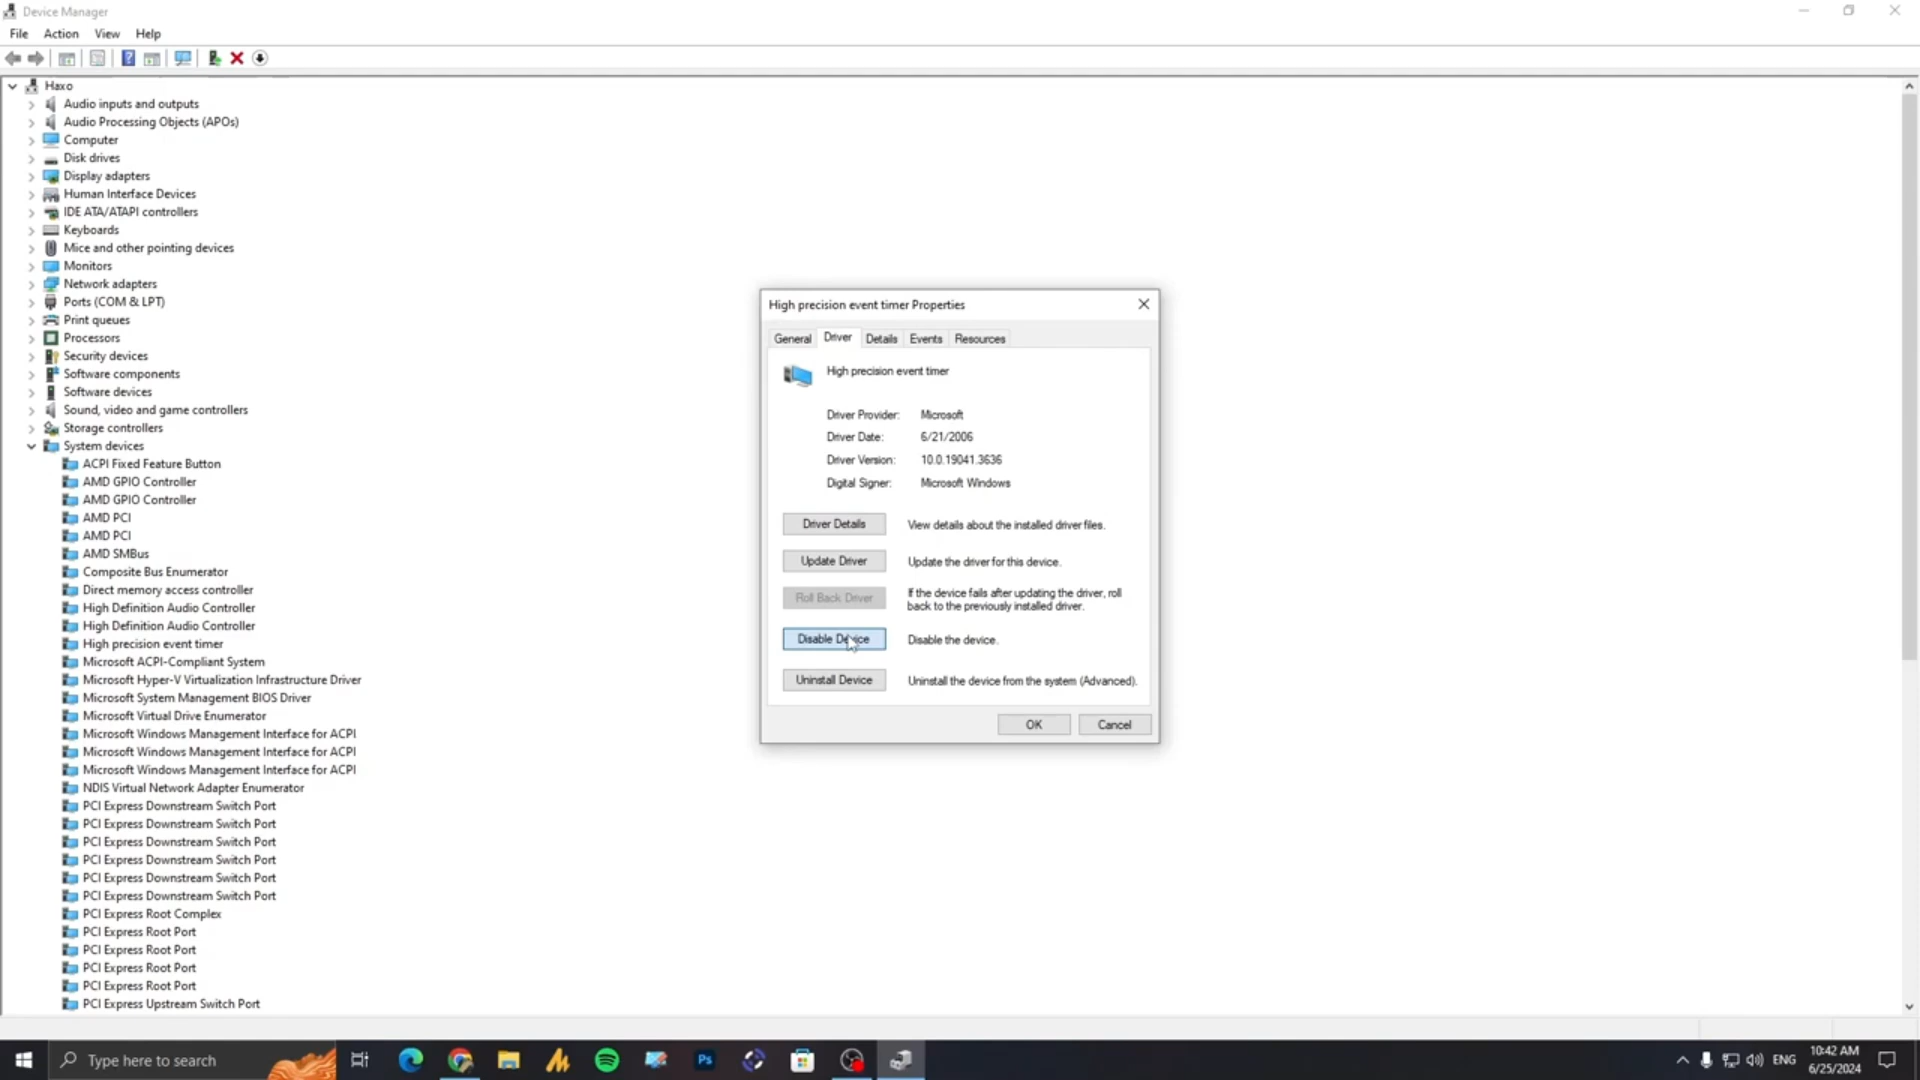 Device Manager
File Action View Help
Haxo
Audio inputs and outputs
Audio Processing Objects (APOs)
Computer
Disk drives
Display adapters
Human Interface Devices
IDE ATA/ATAPI controllers
Keyboards
Mice and other pointing devices
Monitors
Network adapters
Ports (COM & LPT)
Print queues
Processors
Security devices
Software components
Software devices
Sound, video and game controllers
Storage controllers
System devices
ACPI Fixed Feature Button
AMD GPIO Controller
AMD GPIO Controller
AMD PCI
AMD PCI
AMD SMBus
Composite Bus Enumerator
Direct memory access controller
High Definition Audio Controller
High Definition Audio Controller
High precision event timer
Microsoft ACPI-Compliant System
Microsoft Hyper-V Virtualization Infrastructure Driver
Microsoft System Management BIOS Driver
Microsoft Virtual Drive Enumerator
Microsoft Windows Management Interface for ACPI
Microsoft Windows Management Interface for ACPI
Microsoft Windows Management Interface for ACPI
NDIS Virtual Network Adapter Enumerator
PCI Express Downstream Switch Port
PCI Express Downstream Switch Port
PCI Express Downstream Switch Port
PCI Express Downstream Switch Port
PCI Express Downstream Switch Port
PCI Express Downstream Switch Port
PCI Express Root Complex
PCI Express Root Port
PCI Express Root Port
PCI Express Root Port
PCI Express Root Port
PCI Express Upstream Switch Port
High precision event timer Properties
General Driver Details Events Resources
High precision event timer
Driver Provider: Microsoft
Driver Date: 6/21/2006
Driver Version: 10.0.19041.3636
Digital Signer: Microsoft Windows
Driver Details View details about the installed driver files.
Update Driver Update the driver for this device.
Roll Back Driver If the device fails after updating the driver, roll
back to the previously installed driver.
Disable Device Disable the device.
Uninstall Device Uninstall the device from the system (Advanced).
OK Cancel
Type here to search
Ps
ENG
10:42 AM
6/25/2024